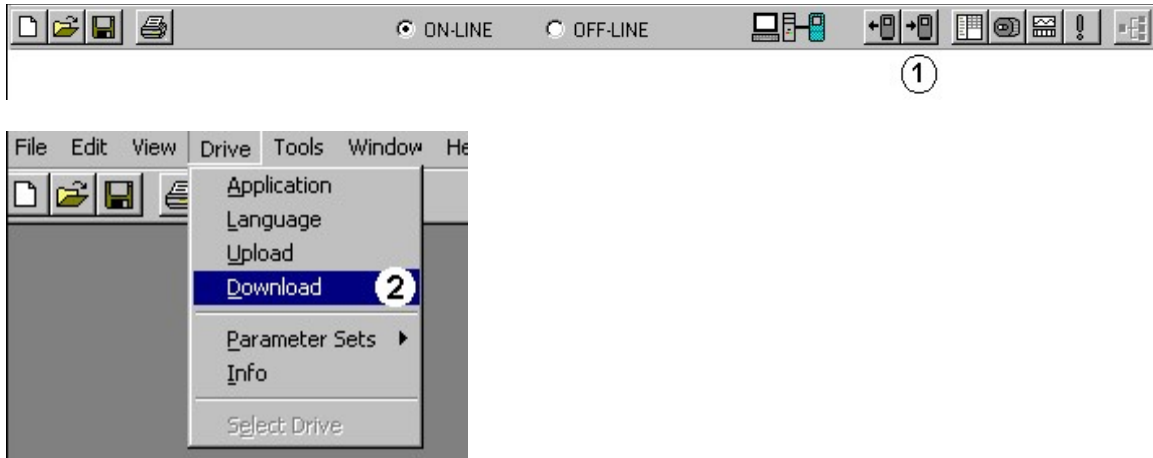 ON-LINE OFF-LINE
1
File Edit View Drive Tools Window He
Application
Language
Upload
Download 2
Parameter Sets
Info
Select Drive